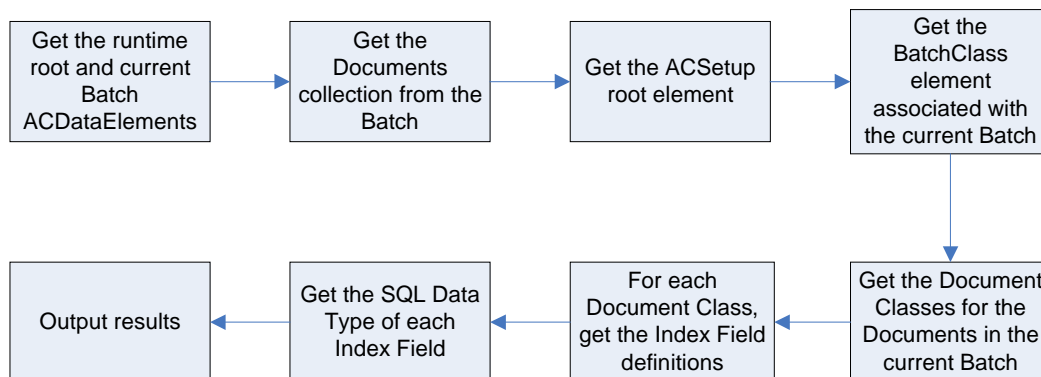 Get the runtime
root and current
Batch
ACDataElements
Get the
Documents
collection from the
Batch
Get the ACSetup
root element
Get the
BatchClass
element
associated with
the current Batch
Get the Document
Classes for the
Documents in the
current Batch
For each
Document Class,
get the Index Field
definitions
Get the SQL Data
Type of each
Index Field
Output results